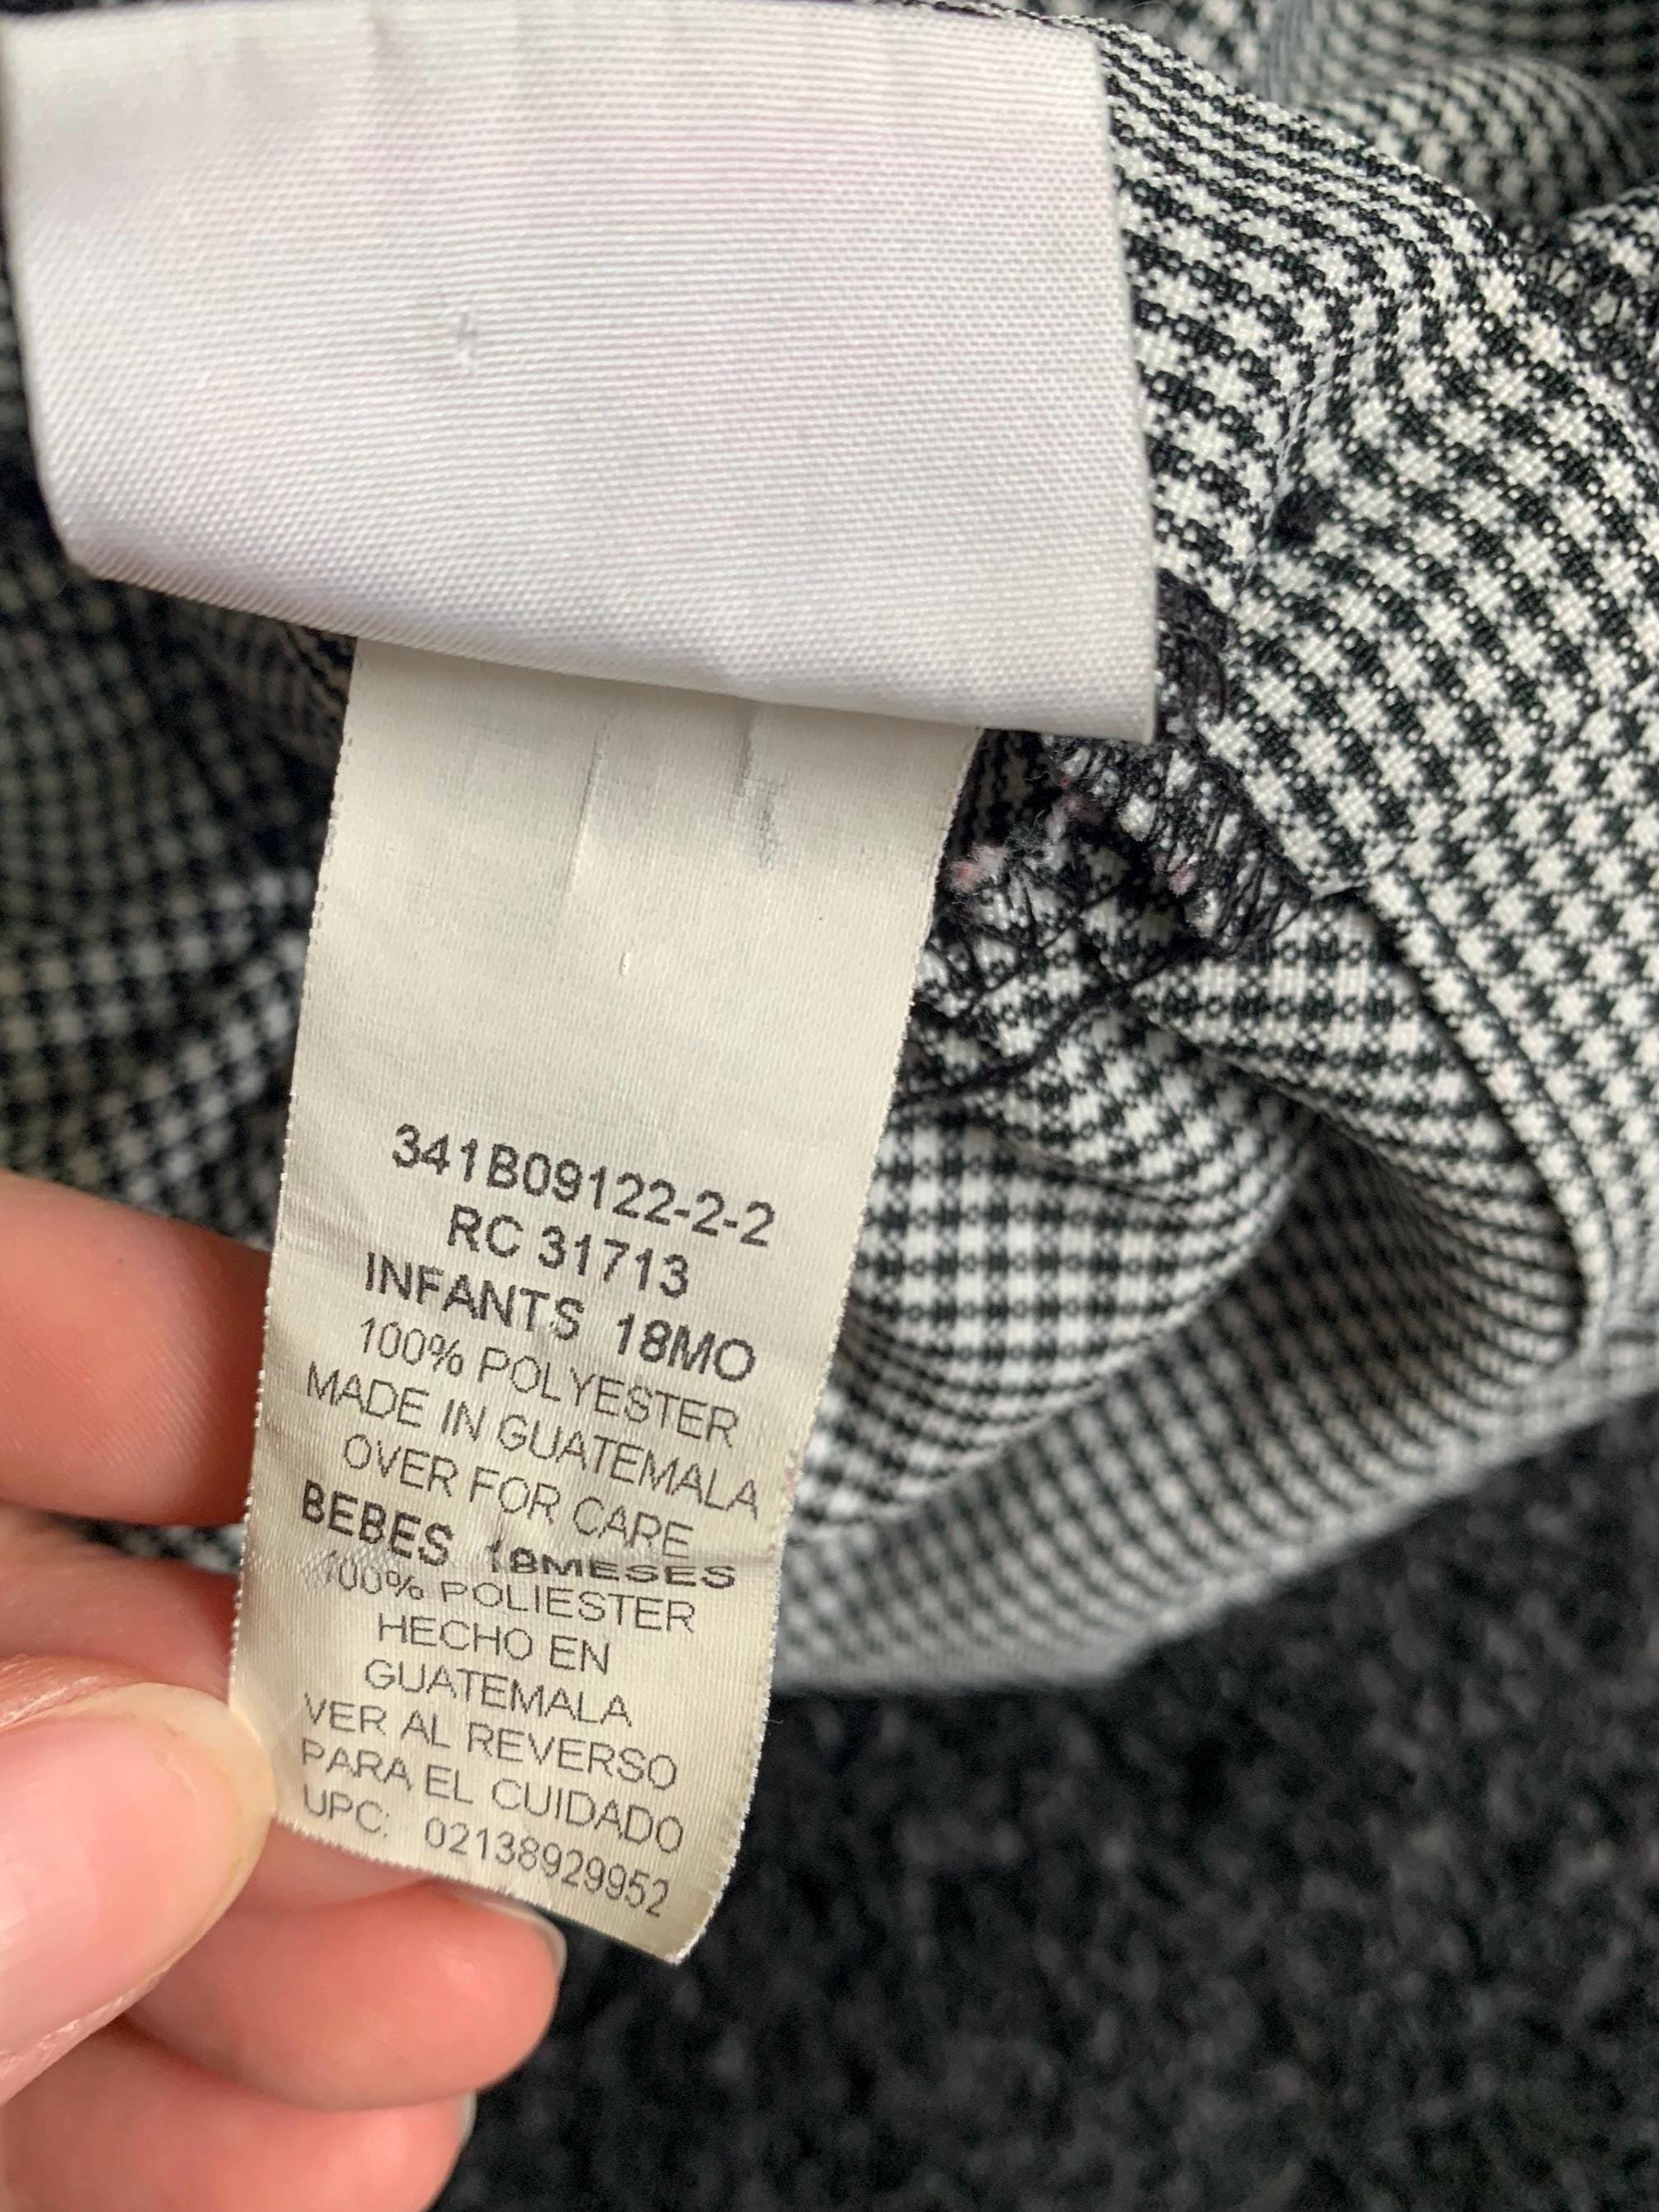 341B09122-2-2
RC 31713
INFANTS 18MO
100% POLYESTER
MADE IN GUATEMALA
OVER FOR CARE
BEBES 18MESES
100% POLIESTER
HECHO EN
GUATEMALA
VER AL REVERSO
PARA EL CUIDADO
UPC: 02138929952